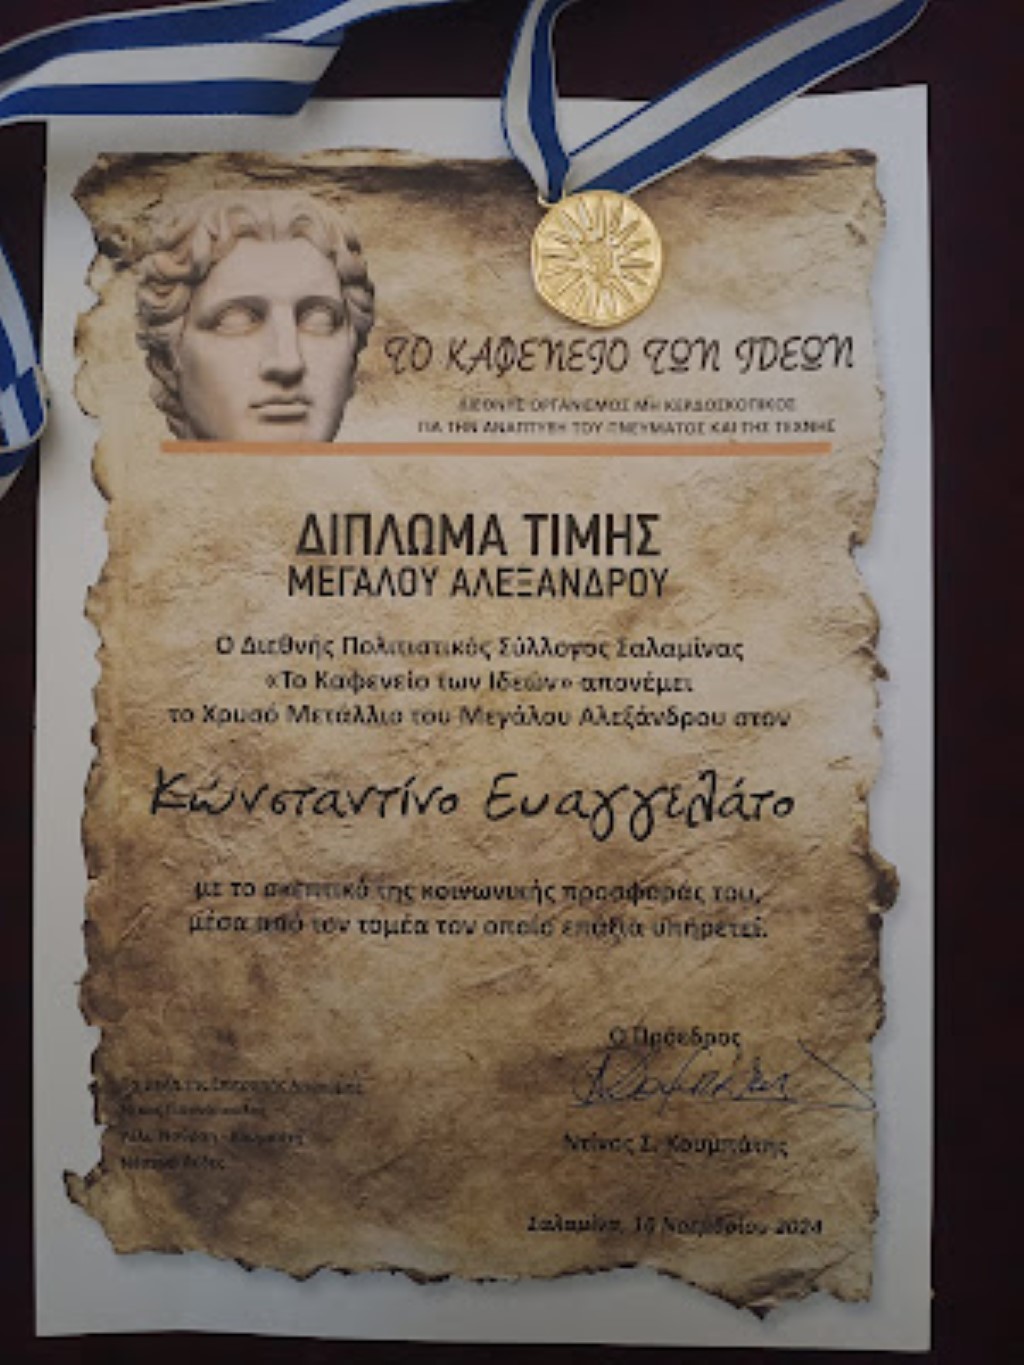 ΤΟ ΚΑΦΕΝΕΙΟ ΤΩΝ ΙΔΕΩΝ
ΔΙΕΘΝΗΣ ΟΡΓΑΝΙΣΜΟΣ ΜΗ ΚΕΡΔΟΣΚΟΠΙΚΟΣ
ΓΙΑ ΤΗΝ ΑΝΑΠΤΥΞΗ ΤΟΥ ΠΝΕΥΜΑΤΟΣ ΚΑΙ ΤΗΣ ΤΕΧΝΗΣ
ΔΙΠΛΩΜΑ ΤΙΜΗΣ
ΜΕΓΑΛΟΥ ΑΛΕΞΑΝΔΡΟΥ
Ο Διεθνής Πολιτιστικός Σύλλογος Σαλαμίνας
«Το Καφενείο των Ιδεών» απονέμει
το Χρυσό Μετάλλιο του Μεγάλου Αλεξάνδρου στον
Κωνσταντίνο Ευαγγελάτο
με το σκεπτικό της κοινωνικής προσφοράς του,
μέσα από τον τομέα τον οποίο επάξια υπηρετεί.
Ο Πρόεδρος
Ντίνος Σ. Κουμπάτης
Σαλαμίνα, 16 Νοεμβρίου 2024